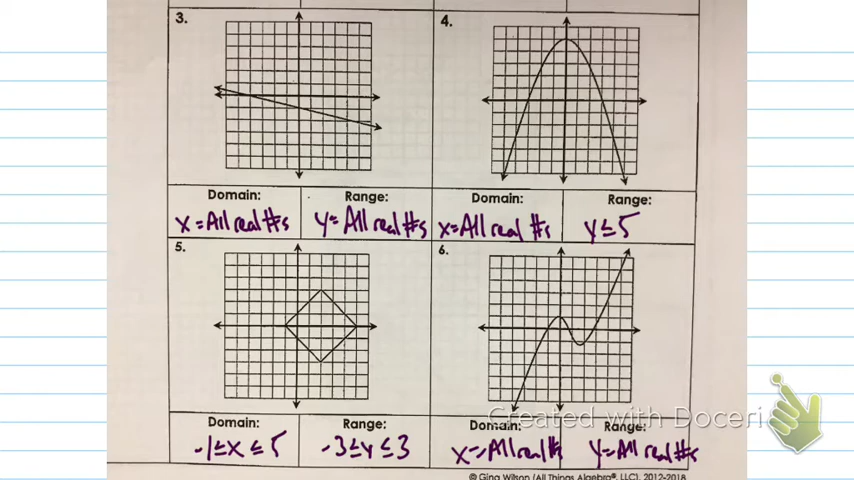 3.
4.
Domain:
Range:
Domain:
Range:
x = All real #s
y = All real #s
x = All real #s
y ≤ 5
5.
6.
Domain:
Range:
Domain:
Range:
-1 ≤ x ≤ 5
-3 ≤ y ≤ 3
x = All real #s
y = All real #s
Created with Doceri
© Gina Wilson (All Things Algebra®, LLC), 2012-2018